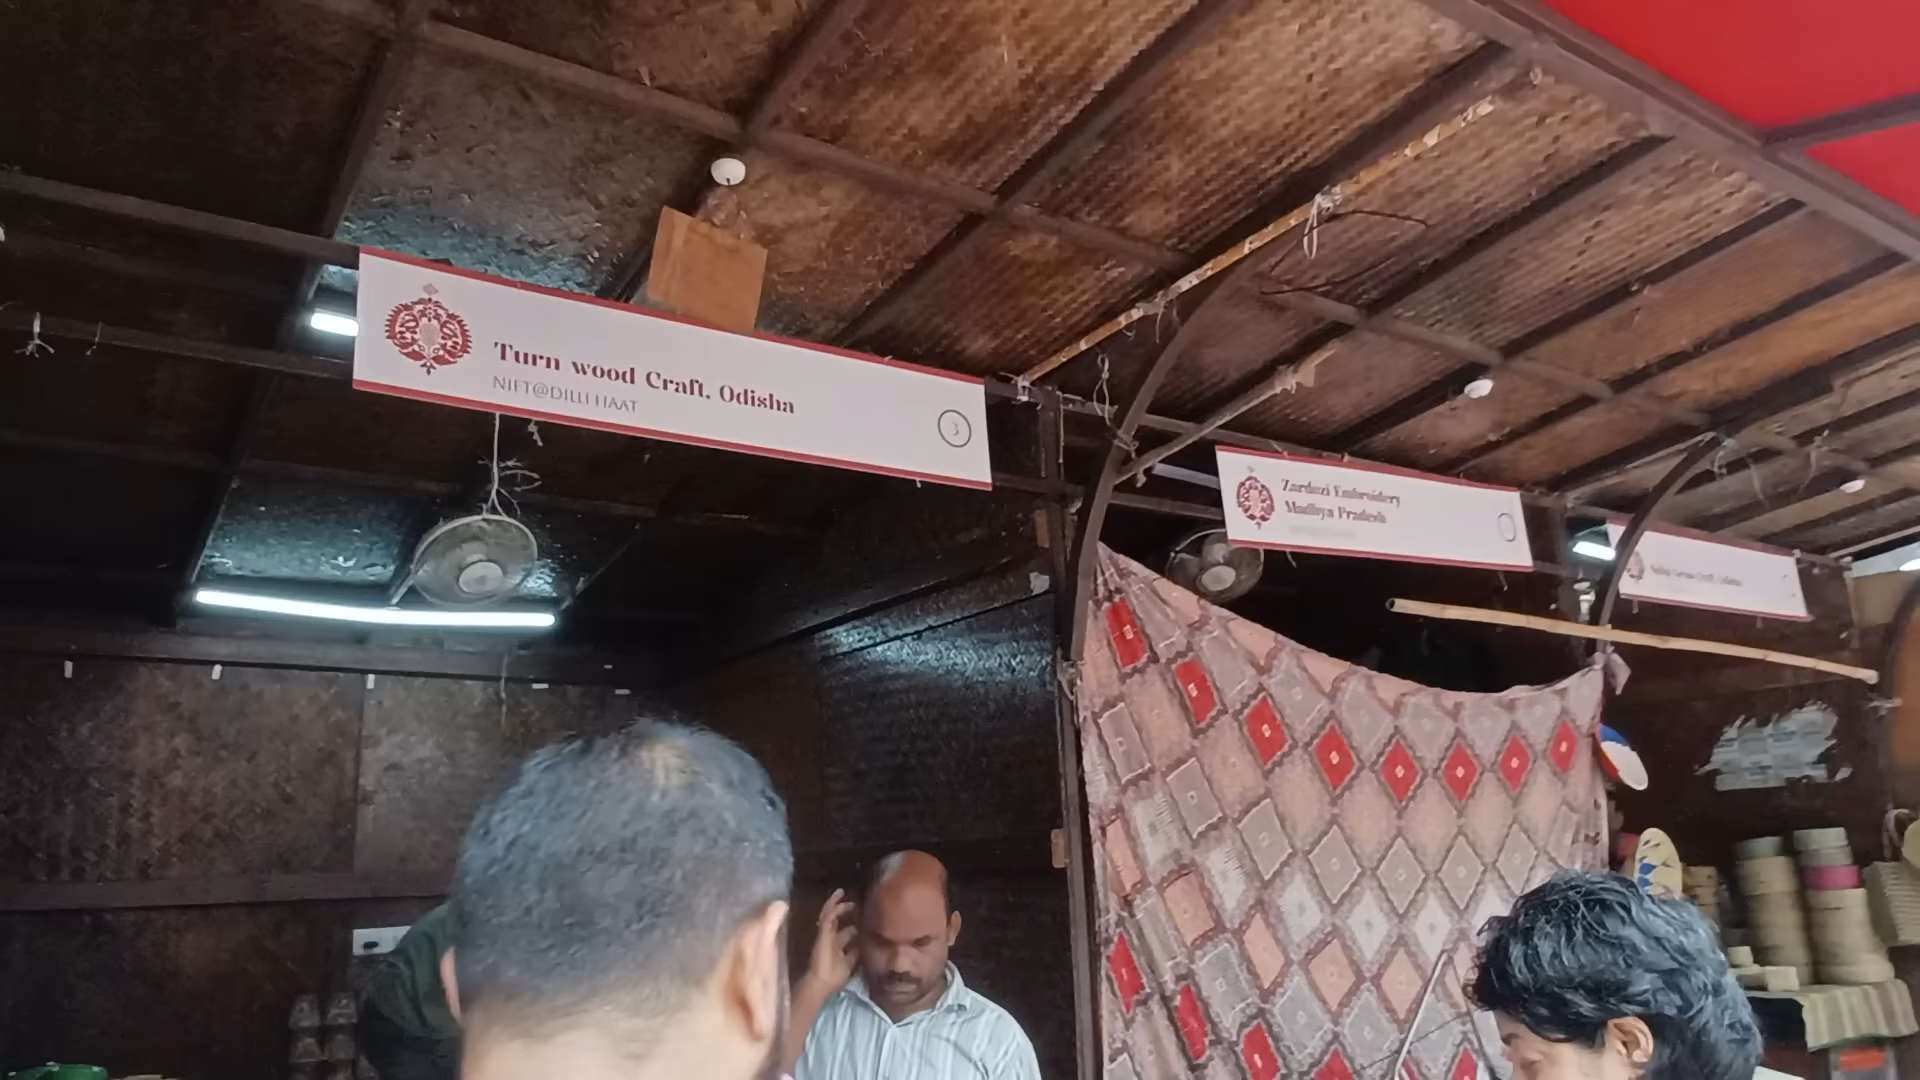 Turn wood Craft, Odisha
NIFT@DILLI HAAT
3
Zardozi Embroidery
Madhya Pradesh